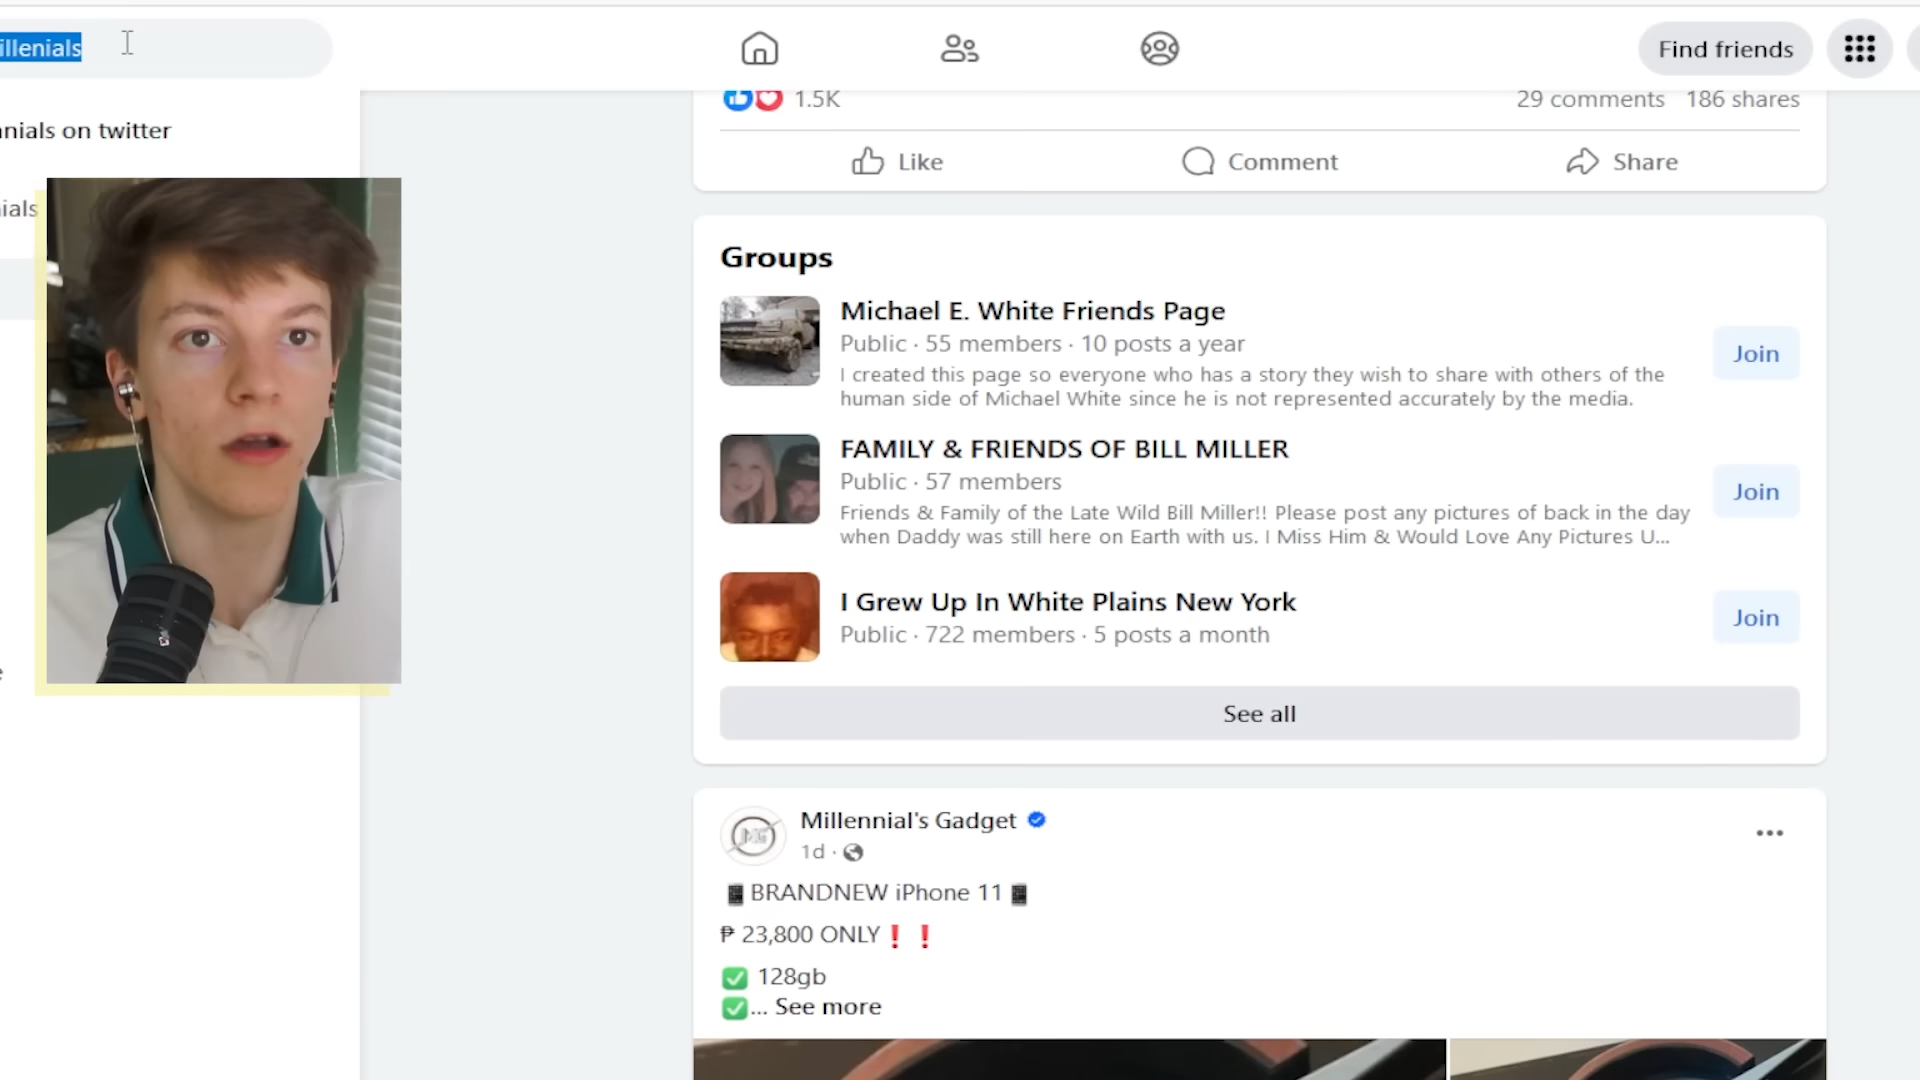 illenials
Find friends
nnials on twitter
nials
1.5K
29 comments 186 shares
Like
Comment
Share
Groups
Michael E. White Friends Page
Public · 55 members · 10 posts a year
I created this page so everyone who has a story they wish to share with others of the
human side of Michael White since he is not represented accurately by the media.
Join
FAMILY & FRIENDS OF BILL MILLER
Public · 57 members
Friends & Family of the Late Wild Bill Miller!! Please post any pictures of back in the day
when Daddy was still here on Earth with us. I Miss Him & Would Love Any Pictures U...
Join
I Grew Up In White Plains New York
Public · 722 members · 5 posts a month
Join
See all
MG
Millennial's Gadget
1d ·
📱BRANDNEW iPhone 11📱
₱ 23,800 ONLY❗❗
✅ 128gb
✅... See more